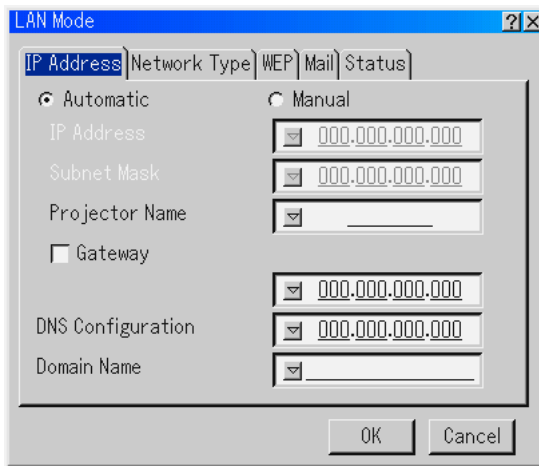 LAN Mode
IP Address Network Type WEP Mail Status
Automatic Manual
IP Address 000.000.000.000
Subnet Mask 000.000.000.000
Projector Name
Gateway
000.000.000.000
DNS Configuration 000.000.000.000
Domain Name
OK Cancel